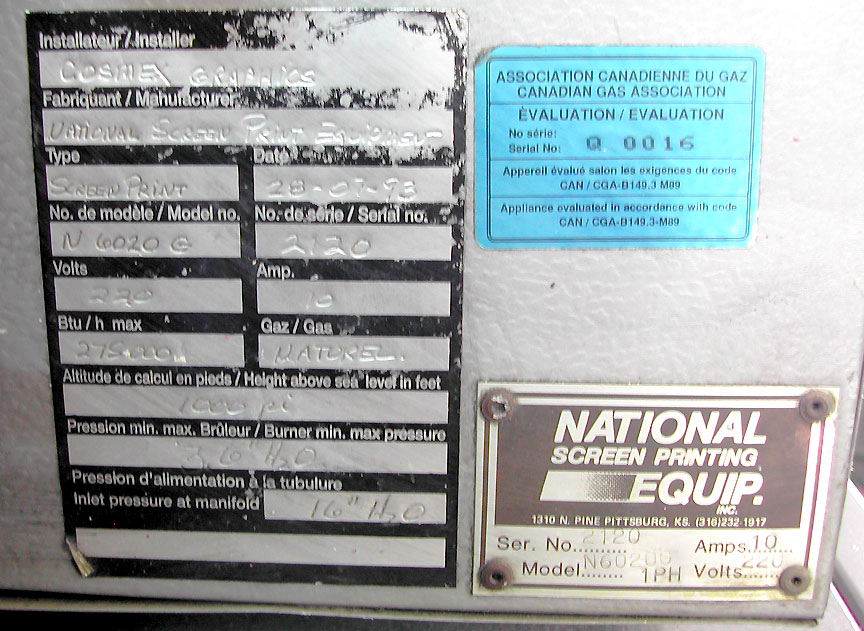 Installateur / Installer
COSMEX GRAPHICS
Fabriquant / Manufacturer
NATIONAL SCREEN PRINT EQUIPMENT
Type Date
SCREEN PRINT 28-07-93
No. de modèle / Model no. No. de série / Serial no.
N 6020 G 2120
Volts Amp.
220 10
Btu / h max Gaz / Gas
275,000 NATUREL.
Altitude de calcul en pieds / Height above sea level in feet
1000 pi
Pression min. max. Brûleur / Burner min. max pressure
3.6" H2O
Pression d'alimentation à la tubulure
Inlet pressure at manifold 16" H2O
ASSOCIATION CANADIENNE DU GAZ
CANADIAN GAS ASSOCIATION
ÉVALUATION / EVALUATION
No série:
Serial No: Q 0016
Appareil évalué salon les exigences du code
CAN / CGA-B149.3 M89
Appliance evaluated in accordance with code
CAN / CGA-B149.3-M89
NATIONAL
SCREEN PRINTING
EQUIP.
INC.
1310 N. PINE PITTSBURG, KS. (316)232-1917
Ser. No. 2120 Amps. 10
Model N6020G 1PH Volts 220